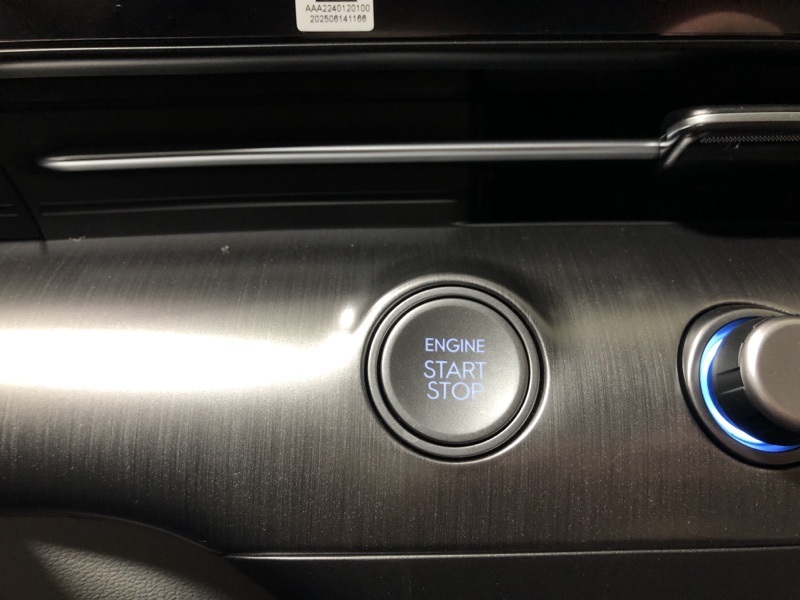 AAA2240120100
202506141166
ENGINE
START
STOP